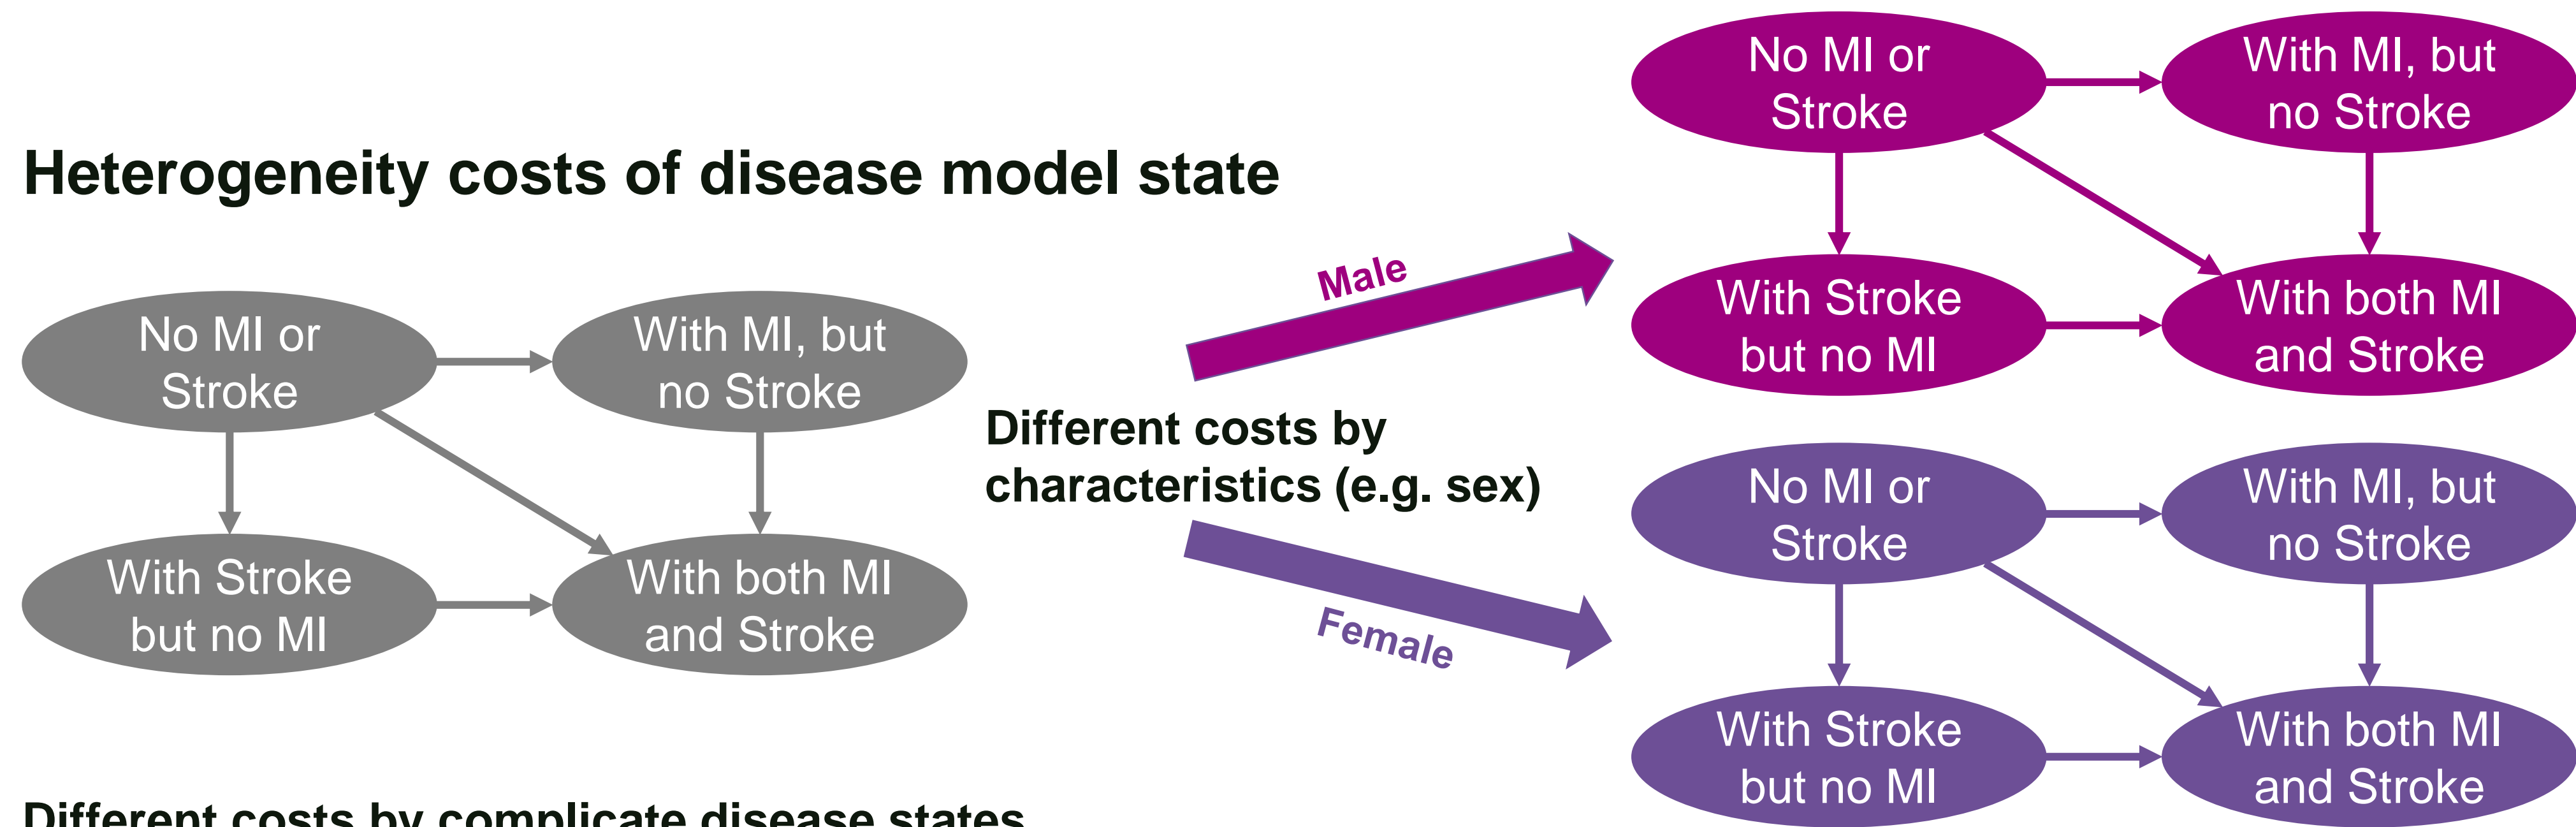 Heterogeneity costs of disease model state
No MI or
Stroke
With MI, but
no Stroke
With Stroke
but no MI
With both MI
and Stroke
Different costs by
characteristics (e.g. sex)
Male
Female
No MI or
Stroke
With MI, but
no Stroke
With Stroke
but no MI
With both MI
and Stroke
No MI or
Stroke
With MI, but
no Stroke
With Stroke
but no MI
With both MI
and Stroke
Different costs by complicate disease states